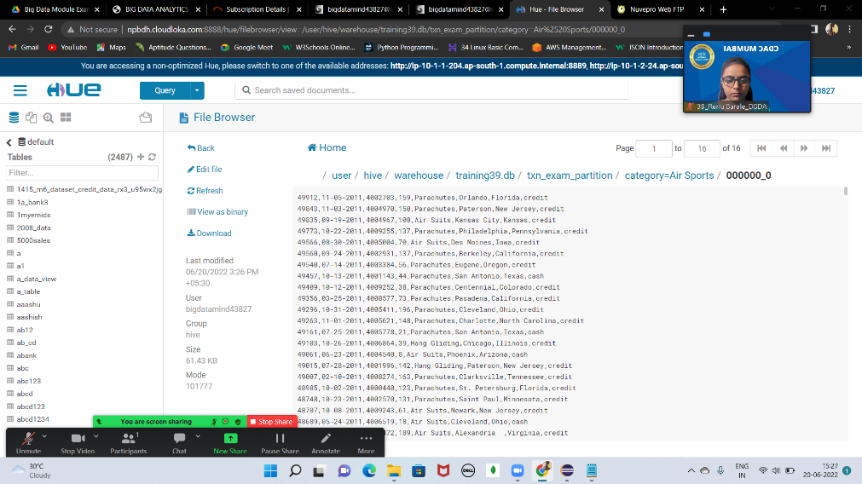 Big Data Module Exam
BIG DATA ANALYTICS
Subscription Details |
bigdatamind43827@
bigdatamind43827@
Hue - File Browser
Nuvepro Web FTP
Not secure | npbdh.cloudloka.com:8888/hue/filebrowser/view=/user/hive/warehouse/training39.db/txn_exam_partition/category=Air%2520Sports/000000_0
Gmail YouTube Maps Aptitude Questions... Google Meet W3Schools Online... Python Programmi... 34 Linux Basic Com... AWS Management... JSON Introduction
You are accessing a non-optimized Hue, please switch to one of the available addresses: http://ip-10-1-1-204.ap-south-1.compute.internal:8889, http://ip-10-1-2-24.ap-sou
HUE
Query
Search saved documents...
43827
CDAC MUMBAI
default
Tables (2487)
Filter...
1415_m6_dataset_credit_data_rx3_u95wx2jg
1a_bank3
1myemids
2008_data
5000sales
a
a1
a_data_view
a_table
aaashu
aashish
ab12
ab_cd
abank
abc
abc123
abcd
abcd123
abcd1234
File Browser
Back
Edit file
Refresh
View as binary
Download
Last modified
06/20/2022 3:26 PM
+05:30
User
bigdatamind43827
Group
hive
Size
61.43 KB
Mode
101777
Home
Page 1 to 16 of 16
/ user / hive / warehouse / training39.db / txn_exam_partition / category=Air Sports / 000000_0
49912,11-05-2011,4002703,159,Parachutes,Orlando,Florida,credit
49843,11-03-2011,4004970,150,Parachutes,Paterson,New Jersey,credit
49835,09-19-2011,4004967,108,Air Suits,Kansas City,Kansas,credit
49773,10-22-2011,4009255,137,Parachutes,Philadelphia,Pennsylvania,credit
49566,08-30-2011,4005004,70,Air Suits,Des Moines,Iowa,credit
49560,09-24-2011,4002931,137,Parachutes,Berkeley,California,credit
49540,07-14-2011,4003384,56,Parachutes,Eugene,Oregon,credit
49457,10-13-2011,4001143,44,Parachutes,San Antonio,Texas,cash
49409,10-12-2011,4009252,38,Parachutes,Centennial,Colorado,credit
49356,03-25-2011,4008577,73,Parachutes,Pasadena,California,credit
49296,10-31-2011,4005411,196,Parachutes,Cleveland,Ohio,credit
49263,11-01-2011,4005621,148,Parachutes,Charlotte,North Carolina,credit
49161,07-25-2011,4005778,21,Parachutes,San Antonio,Texas,cash
49103,10-26-2011,4006864,39,Hang Gliding,Chicago,Illinois,credit
49061,06-23-2011,4004540,8,Air Suits,Phoenix,Arizona,cash
49015,07-28-2011,4001996,142,Hang Gliding,Paterson,New Jersey,credit
49007,02-10-2011,4000274,163,Parachutes,Clarksville,Tennessee,credit
48985,10-02-2011,4000440,123,Parachutes,St. Petersburg,Florida,credit
48748,10-23-2011,4002570,131,Parachutes,Saint Paul,Minnesota,credit
48707,10-08-2011,4009243,61,Air Suits,Newark,New Jersey,credit
48689,05-24-2011,4006519,18,Air Suits,Cleveland,Ohio,cash
189,Air Suits,Alexandria ,Virginia,credit
You are screen sharing
Stop Share
Unmute
Stop Video
Participants
1
Chat
New Share
Pause Share
Annotate
More
30°C
Cloudy
ENG
IN
15:27
20-06-2022